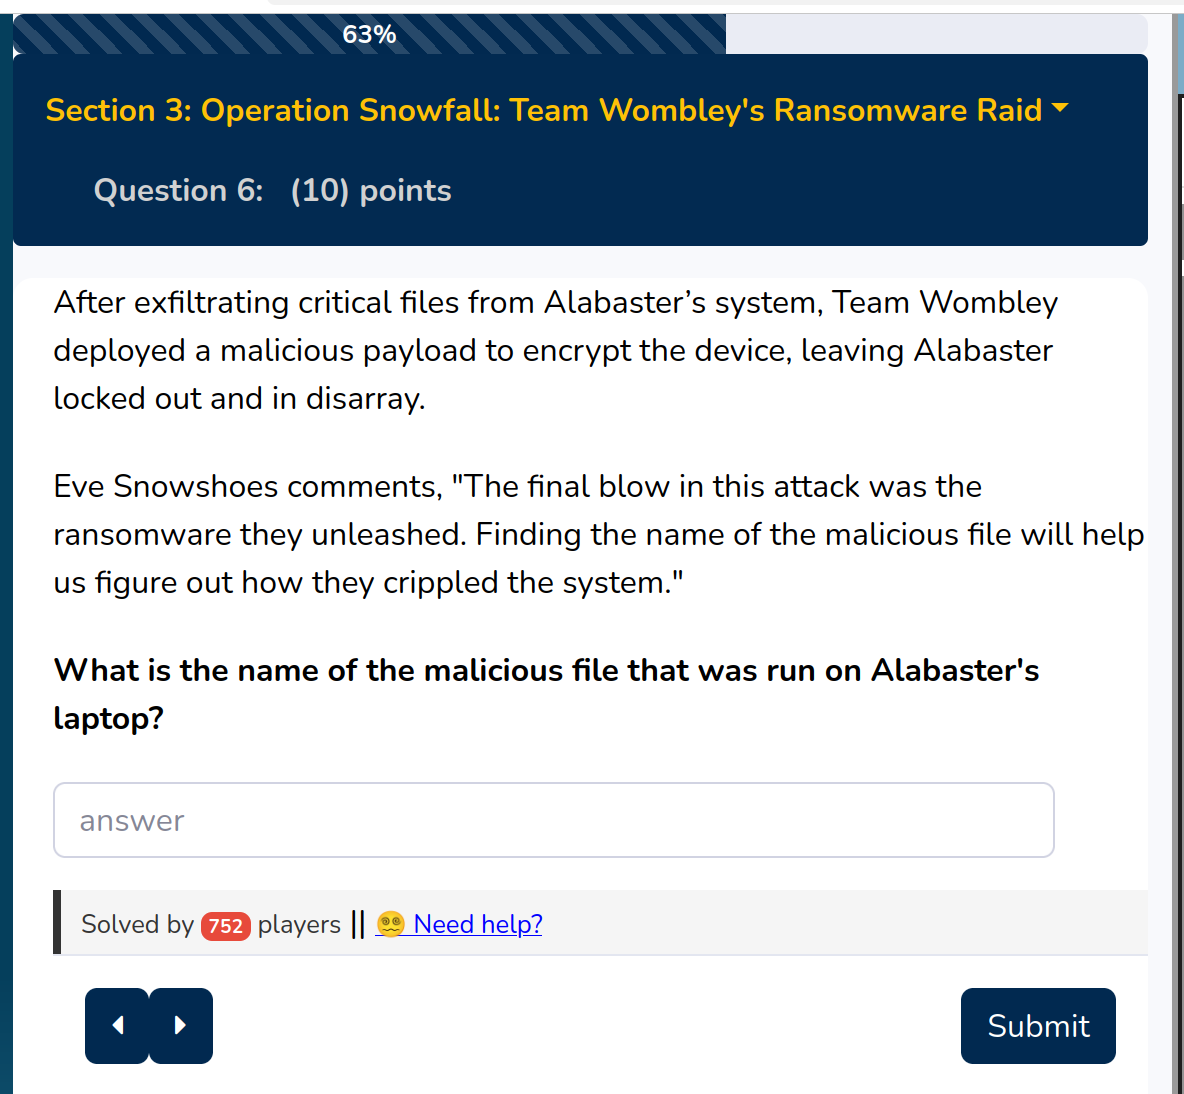 63%
Section 3: Operation Snowfall: Team Wombley's Ransomware Raid
Question 6: (10) points
After exfiltrating critical files from Alabaster’s system, Team Wombley
deployed a malicious payload to encrypt the device, leaving Alabaster
locked out and in disarray.
Eve Snowshoes comments, "The final blow in this attack was the
ransomware they unleashed. Finding the name of the malicious file will help
us figure out how they crippled the system."
What is the name of the malicious file that was run on Alabaster's
laptop?
answer
Solved by 752 players || Need help?
Submit